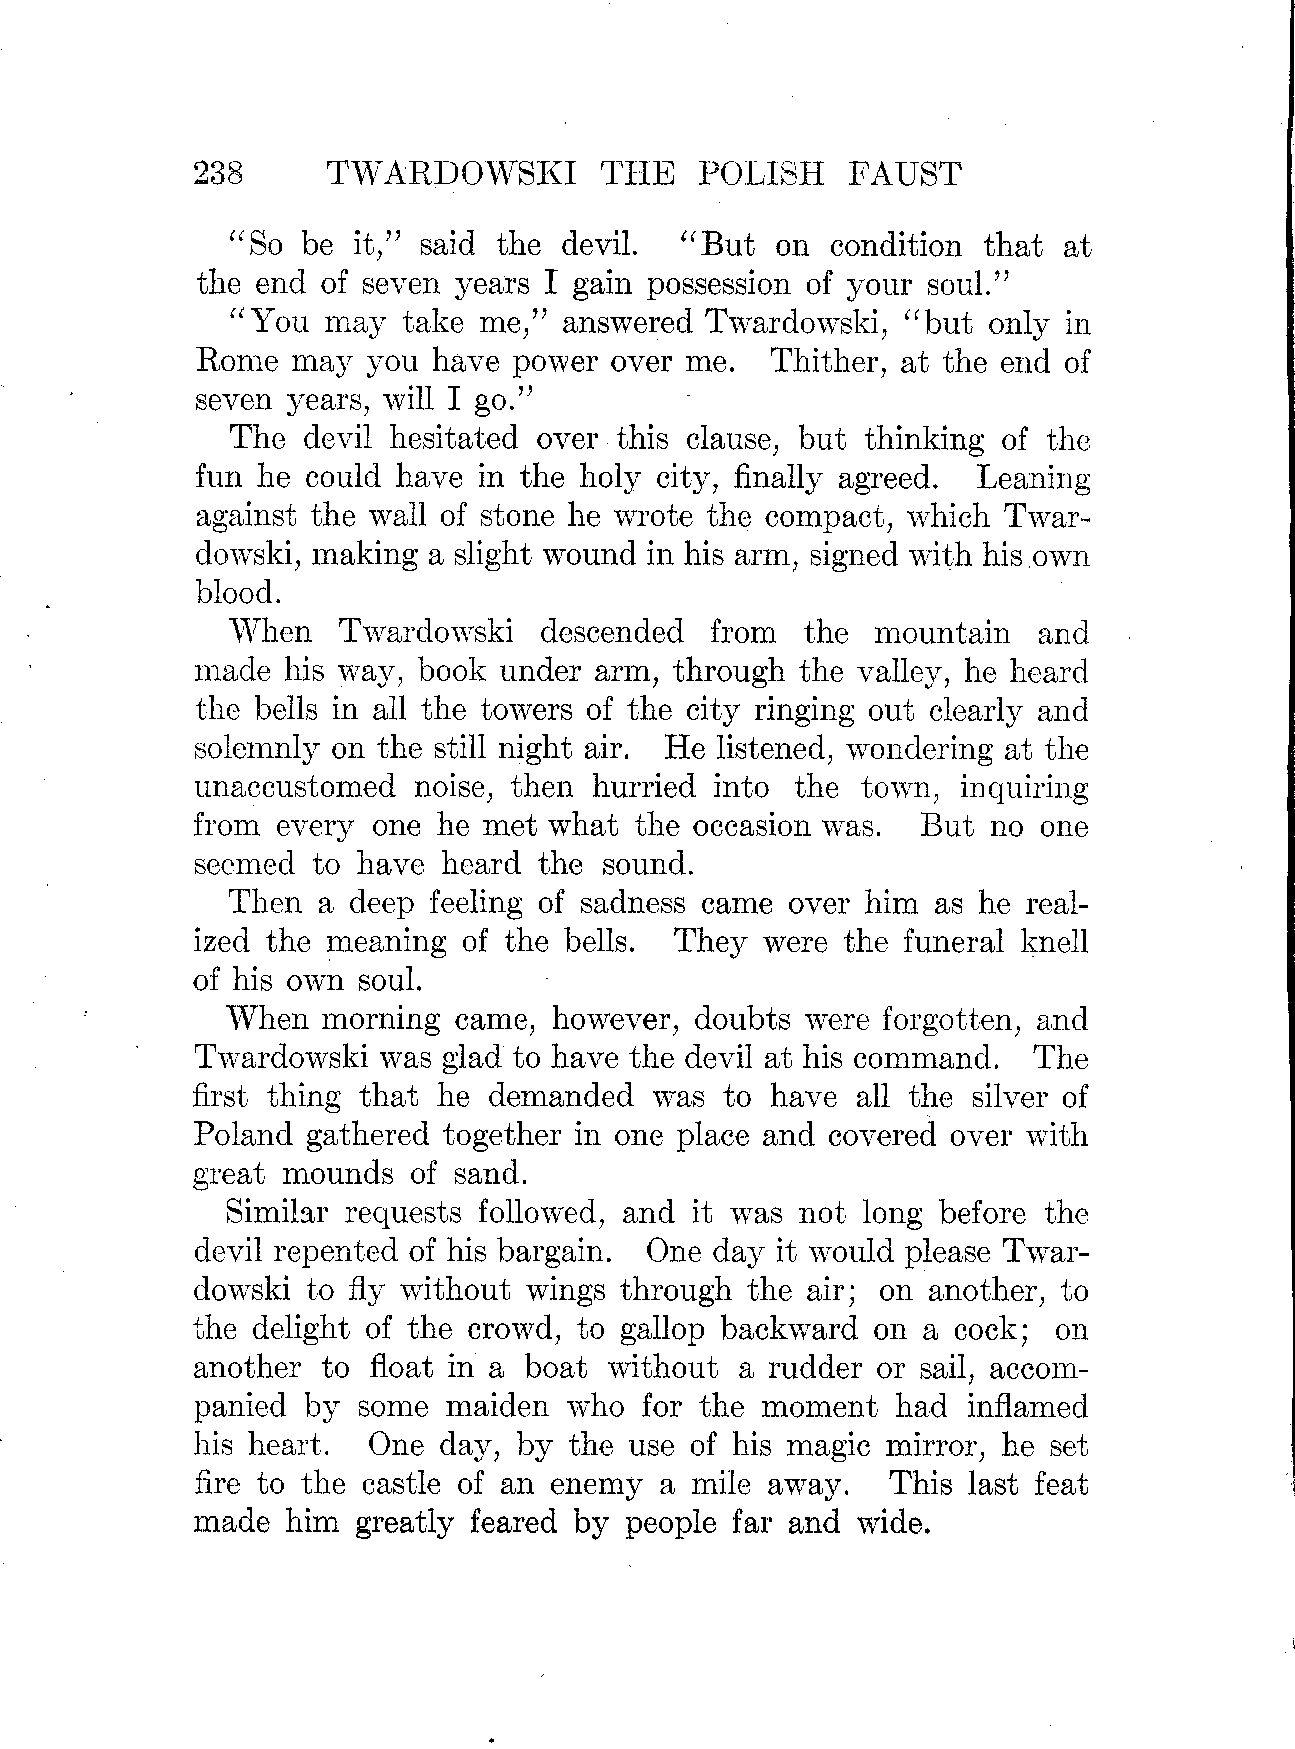 238 TWARDOWSKI THE POLISH FAUST
"So be it," said the devil. "But on condition that at
the end of seven years I gain possession of your soul."
"You may take me," answered Twardowski, "but only in
Rome may you have power over me. Thither, at the end of
seven years, will I go."
The devil hesitated over this clause, but thinking of the
fun he could have in the holy city, finally agreed. Leaning
against the wall of stone he wrote the compact, which Twar-
dowski, making a slight wound in his arm, signed with his own
blood.
When Twardowski descended from the mountain and
made his way, book under arm, through the valley, he heard
the bells in all the towers of the city ringing out clearly and
solemnly on the still night air. He listened, wondering at the
unaccustomed noise, then hurried into the town, inquiring
from every one he met what the occasion was. But no one
seemed to have heard the sound.
Then a deep feeling of sadness came over him as he real-
ized the meaning of the bells. They were the funeral knell
of his own soul.
When morning came, however, doubts were forgotten, and
Twardowski was glad to have the devil at his command. The
first thing that he demanded was to have all the silver of
Poland gathered together in one place and covered over with
great mounds of sand.
Similar requests followed, and it was not long before the
devil repented of his bargain. One day it would please Twar-
dowski to fly without wings through the air; on another, to
the delight of the crowd, to gallop backward on a cock; on
another to float in a boat without a rudder or sail, accom-
panied by some maiden who for the moment had inflamed
his heart. One day, by the use of his magic mirror, he set
fire to the castle of an enemy a mile away. This last feat
made him greatly feared by people far and wide.